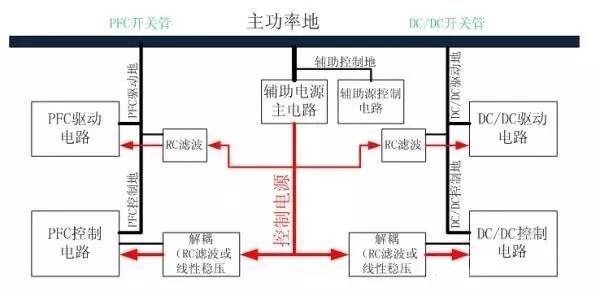 PFC开关管
主功率地
DC/DC开关管
辅助控制地
PFC驱动地
DC/DC驱动地
辅助电源
主电路
辅助源控制
电路
PFC驱动
电路
RC滤波
RC滤波
DC/DC驱动
电路
控制电源
PFC控制地
DC/DC控制地
PFC控制
电路
解耦
（RC滤波或
线性稳压
解耦
（RC滤波或
线性稳压
DC/DC控制
电路